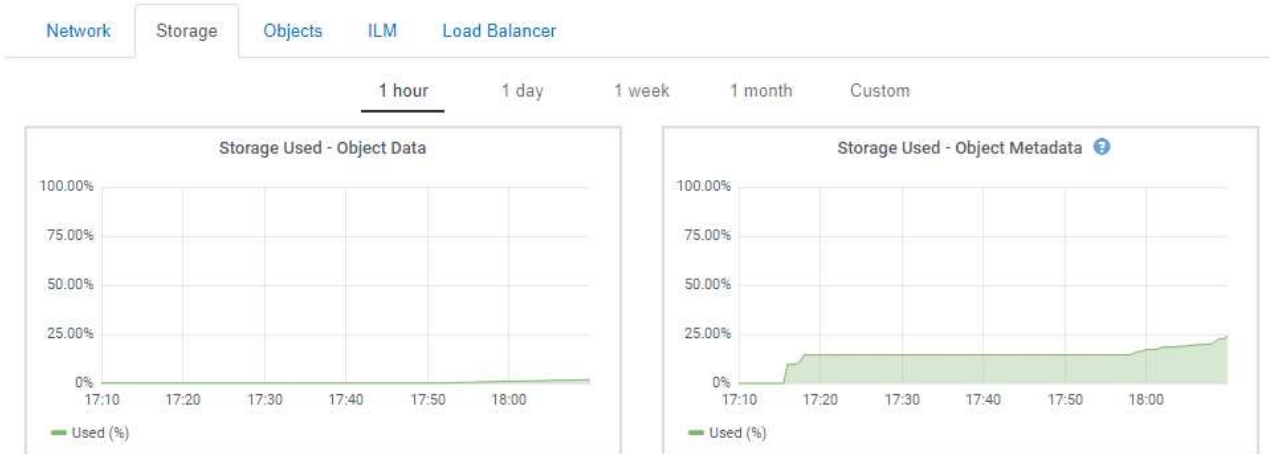 Network Storage Objects ILM Load Balancer
1 hour 1 day 1 week 1 month Custom
Storage Used - Object Data
100.00%
75.00%
50.00%
25.00%
0%
17:10 17:20 17:30 17:40 17:50 18:00
Used (%)
Storage Used - Object Metadata ?
100.00%
75.00%
50.00%
25.00%
0%
17:10 17:20 17:30 17:40 17:50 18:00
Used (%)